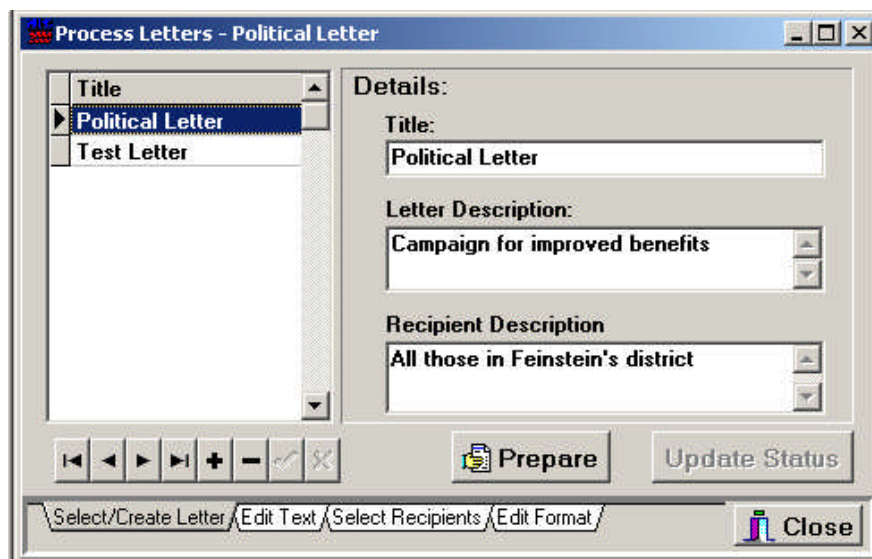 Process Letters - Political Letter
Title
Political Letter
Test Letter
Details:
Title:
Political Letter
Letter Description:
Campaign for improved benefits
Recipient Description
All those in Feinstein's district
Prepare
Update Status
Select/Create Letter
Edit Text
Select Recipients
Edit Format
Close